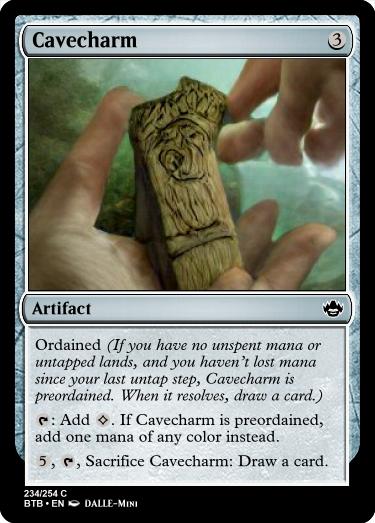 Cavecharm 3
Artifact
Ordained (If you have no unspent mana or
untapped lands, and you haven't lost mana
since your last untap step, Cavecharm is
preordained. When it resolves, draw a card.)
: Add . If Cavecharm is preordained,
add one mana of any color instead.
5, , Sacrifice Cavecharm: Draw a card.
234/254 C
BTB • EN DALLE-Mini